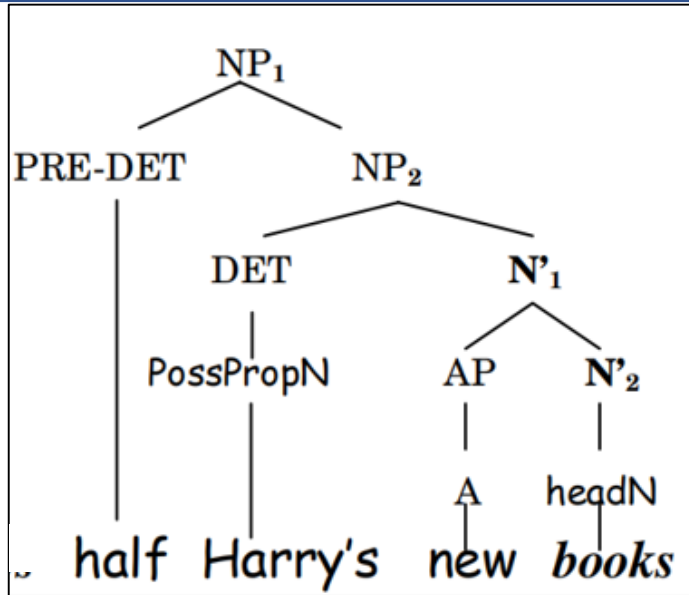 NP₁
PRE-DET NP₂
DET N’₁
PossPropN AP N’₂
A headN
half Harry’s new books